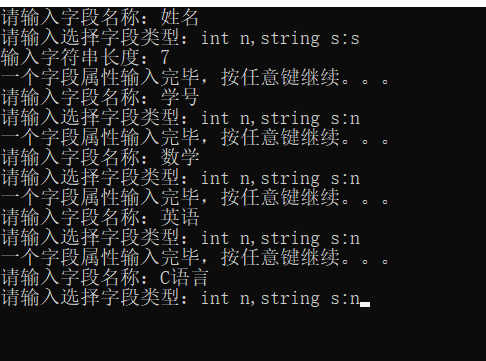 请输入字段名称：姓名
请输入选择字段类型：int n,string s:s
输入字符串长度：7
一个字段属性输入完毕，按任意键继续。。。
请输入字段名称：学号
请输入选择字段类型：int n,string s:n
一个字段属性输入完毕，按任意键继续。。。
请输入字段名称：数学
请输入选择字段类型：int n,string s:n
一个字段属性输入完毕，按任意键继续。。。
请输入字段名称：英语
请输入选择字段类型：int n,string s:n
一个字段属性输入完毕，按任意键继续。。。
请输入字段名称：C语言
请输入选择字段类型：int n,string s:n